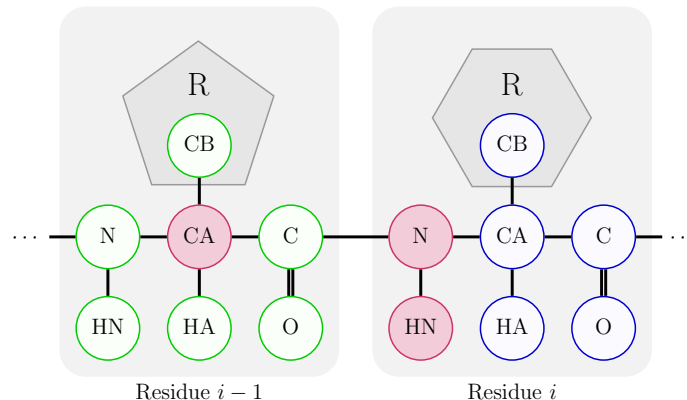 R R
CB CB
··· N CA C N CA C ··
HN HA O HN HA O
Residue i − 1 Residue i